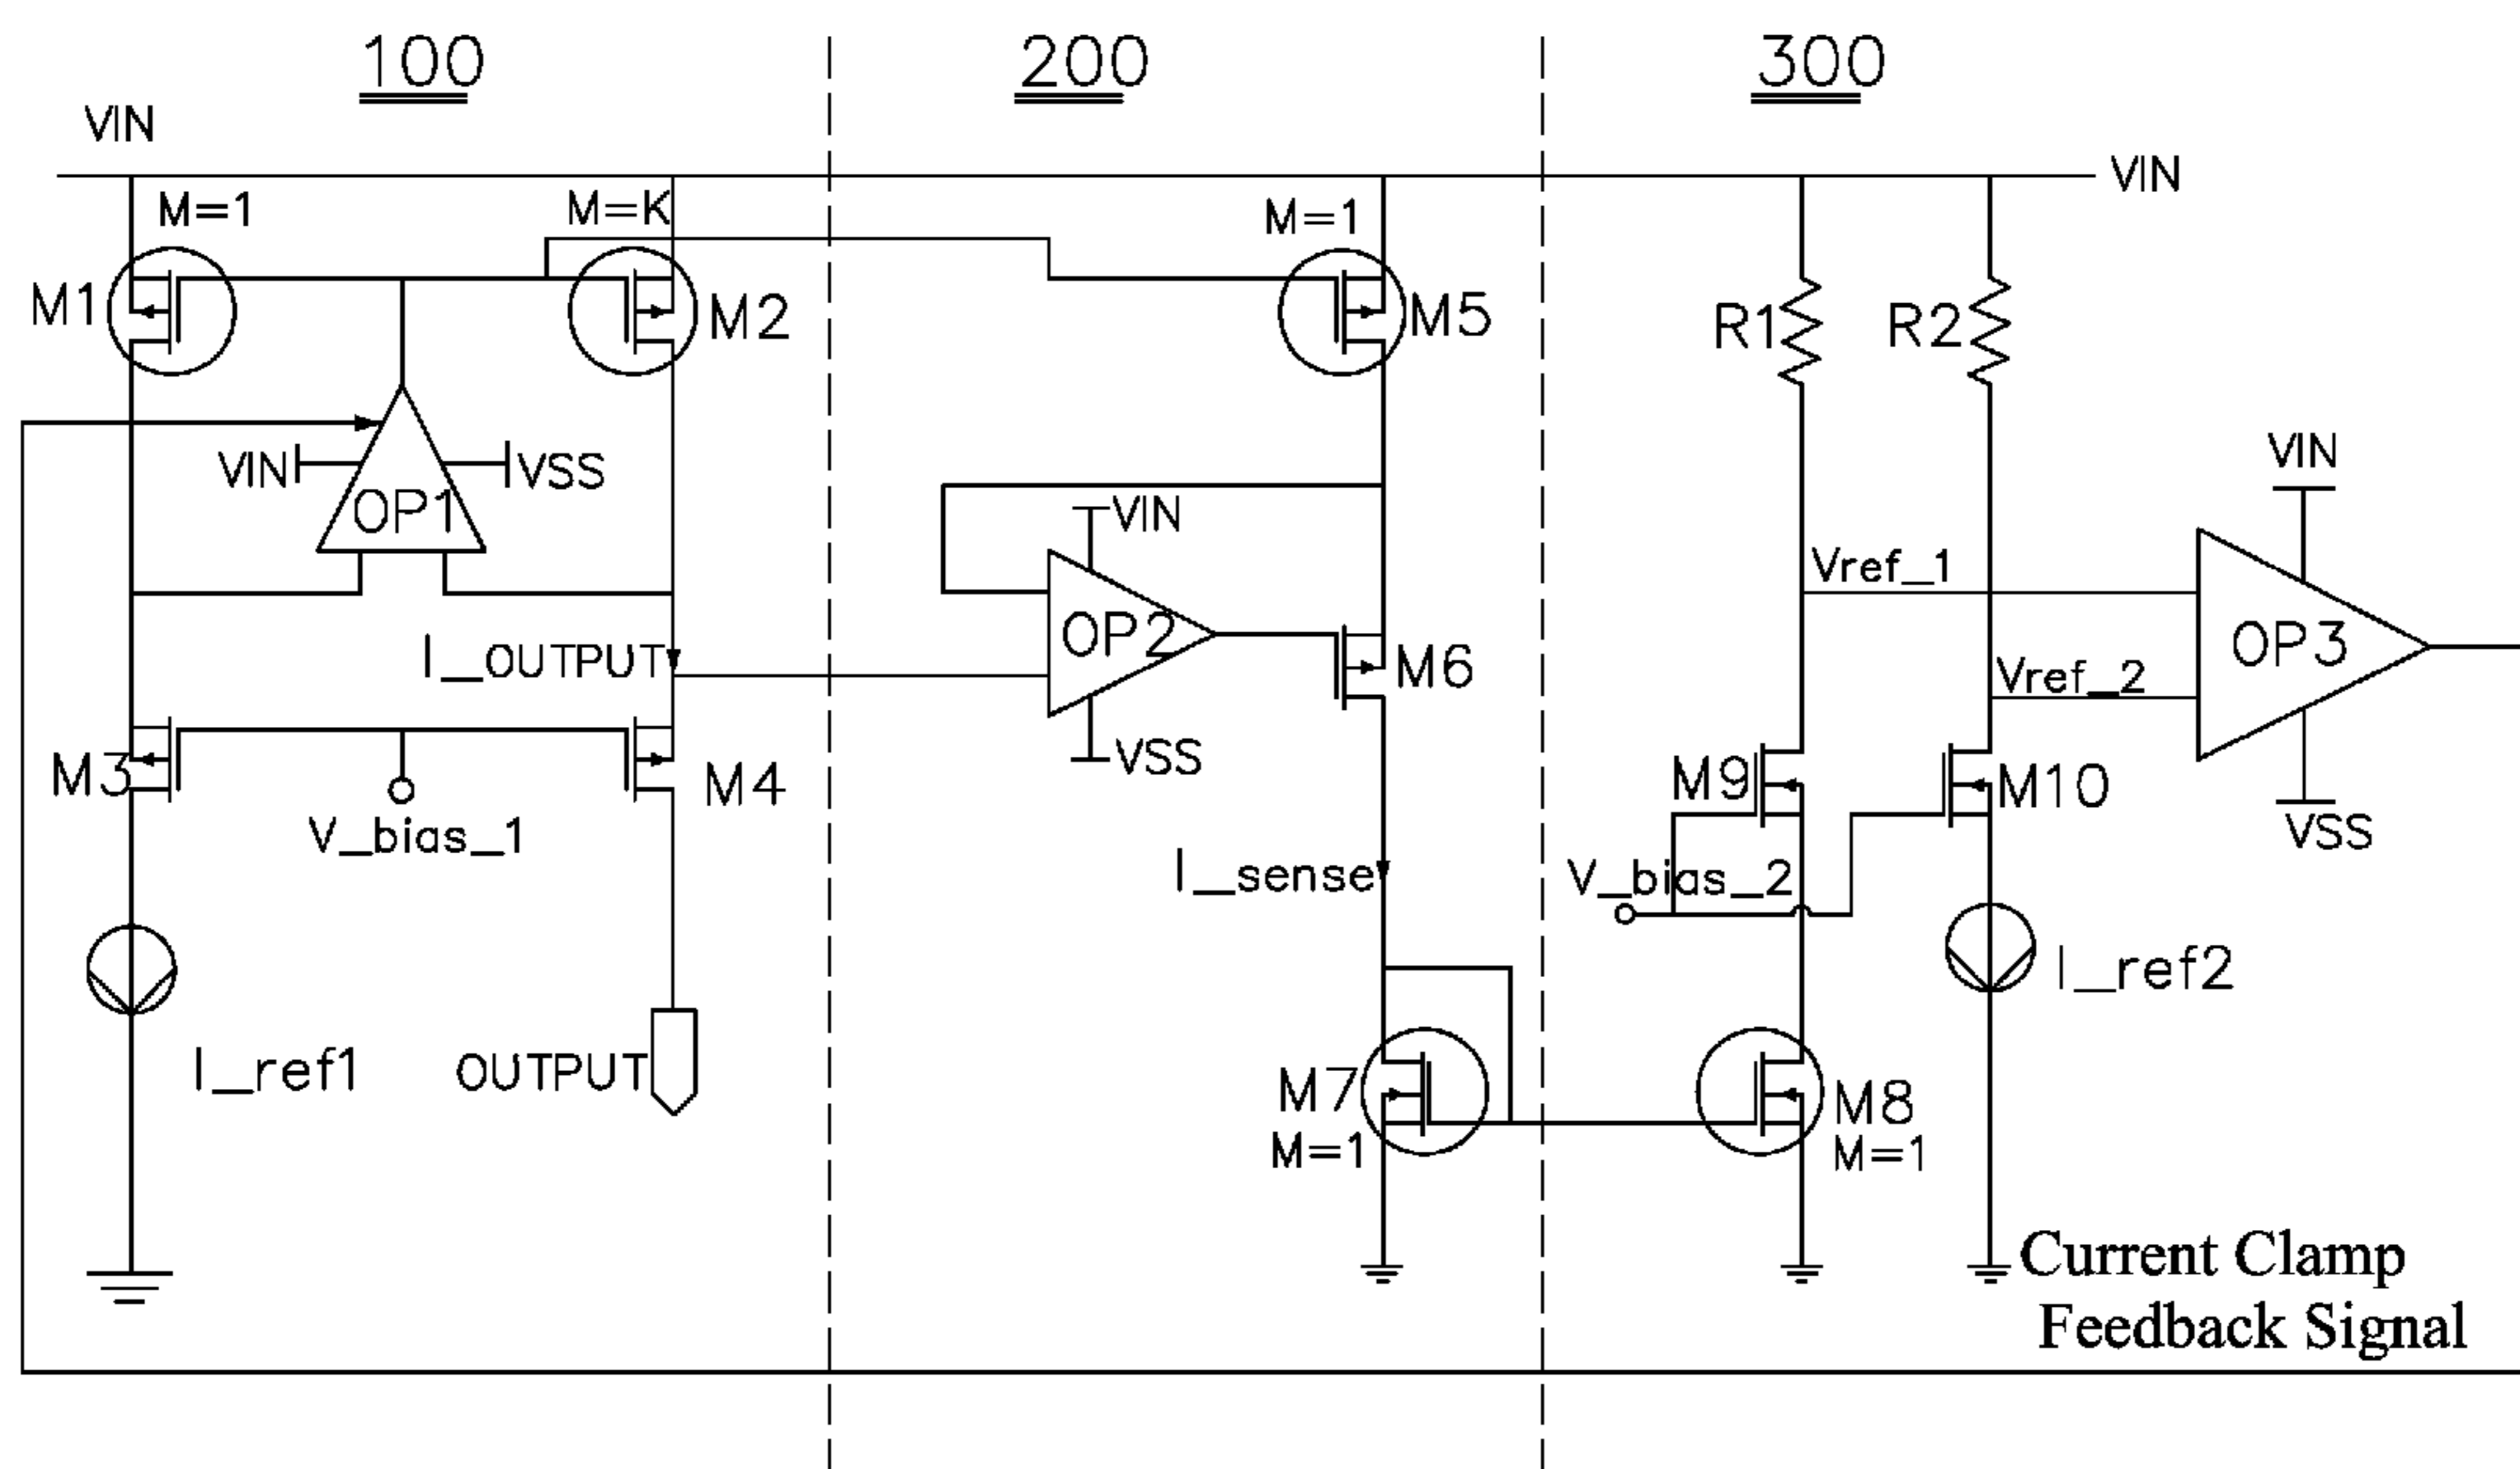 100
200
300
VIN
VIN
M=1
M=K
M=1
M1
M2
M5
R1
R2
VIN
VSS
OP1
VIN
OP2
VSS
VIN
Vref_1
OP3
Vref_2
VSS
I_OUTPUT
M6
M3
M4
V_bias_1
M9
M10
I_sense
V_bias_2
I_ref2
I_ref1
OUTPUT
M7
M=1
M8
M=1
Current Clamp
Feedback Signal